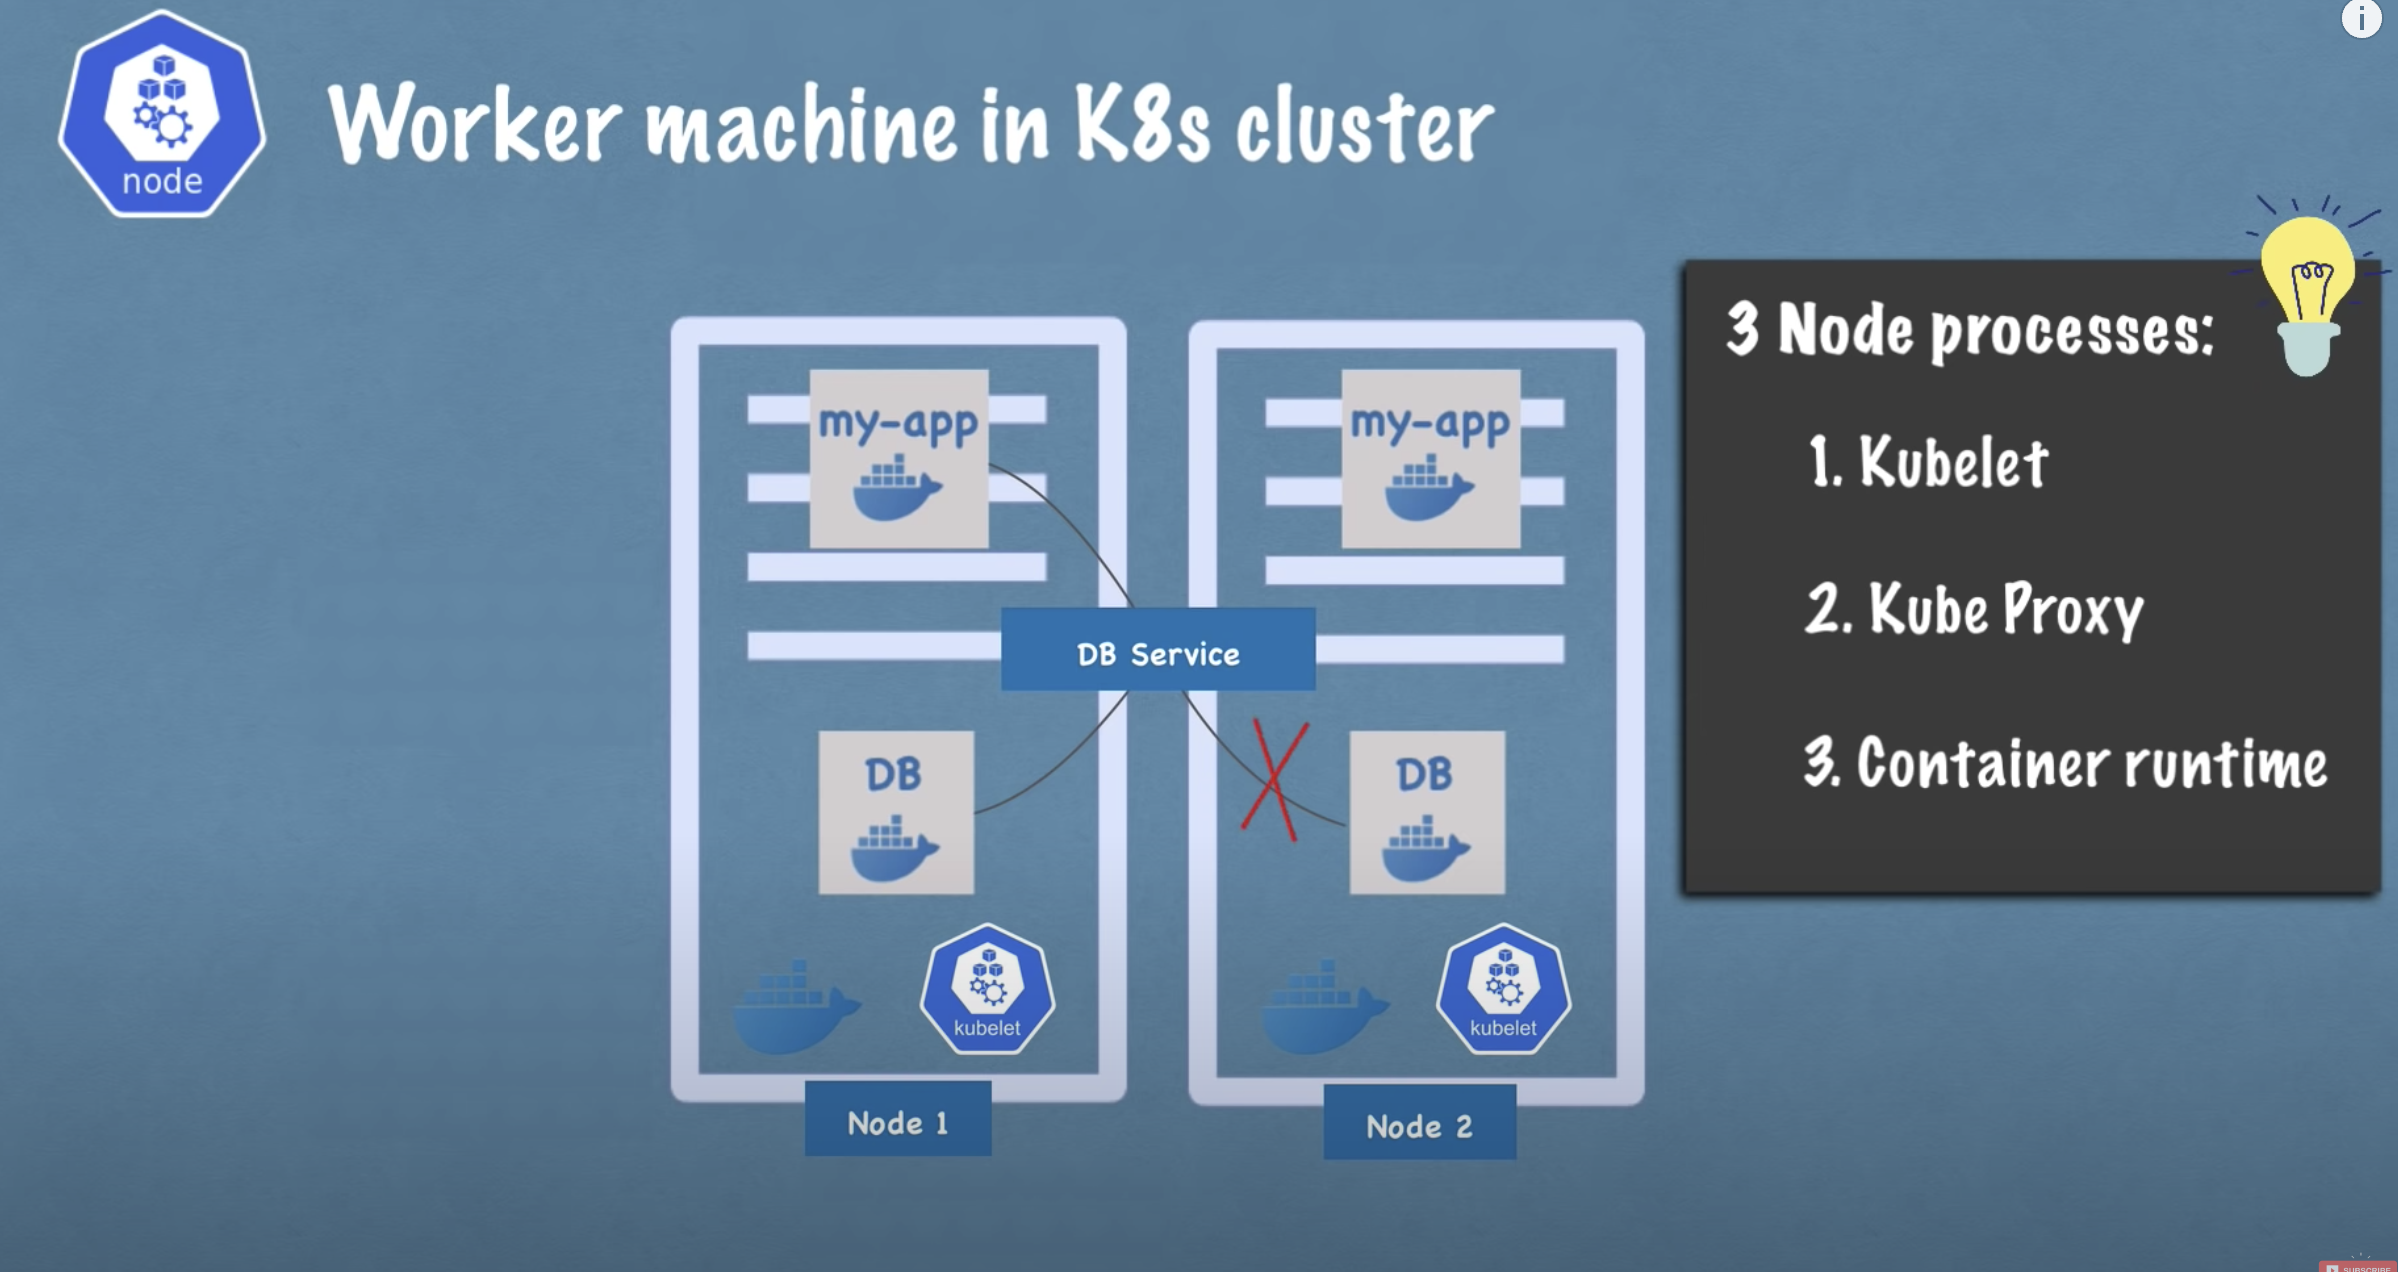 i
node
Worker machine in K8s cluster
3 Node processes:
1. Kubelet
2. Kube Proxy
3. Container runtime
my-app
my-app
DB Service
DB
DB
kubelet
kubelet
Node 1
Node 2
SUBSCRIBE